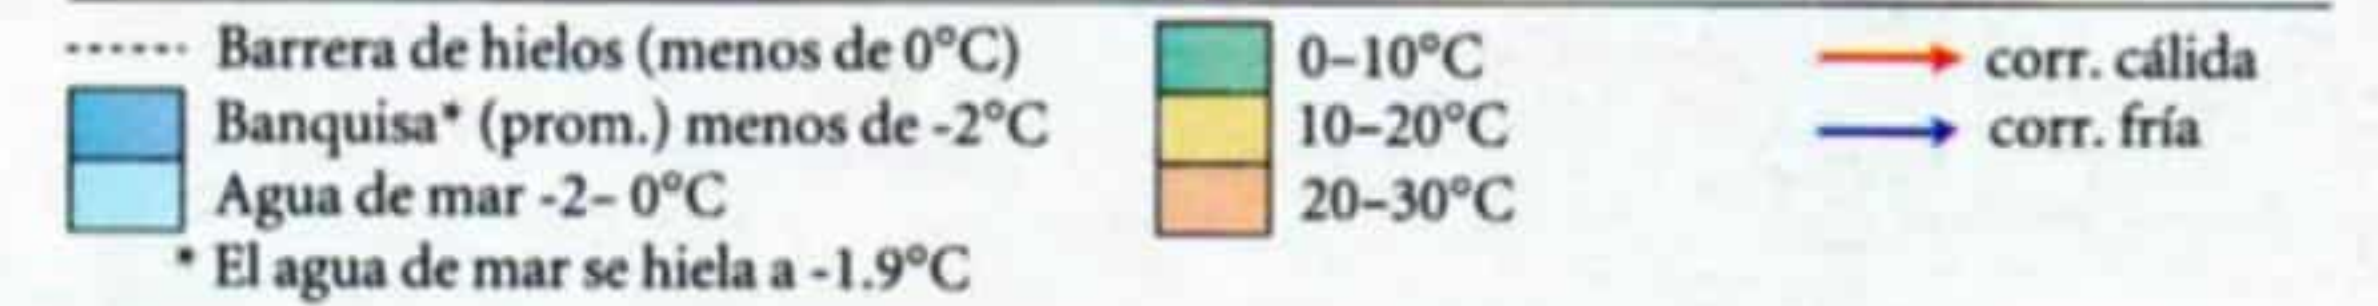 Barrera de hielos (menos de 0°C)
Banquisa* (prom.) menos de -2°C
Agua de mar -2- 0°C
* El agua de mar se hiela a -1.9°C
0–10°C
10–20°C
20–30°C
corr. cálida
corr. fría